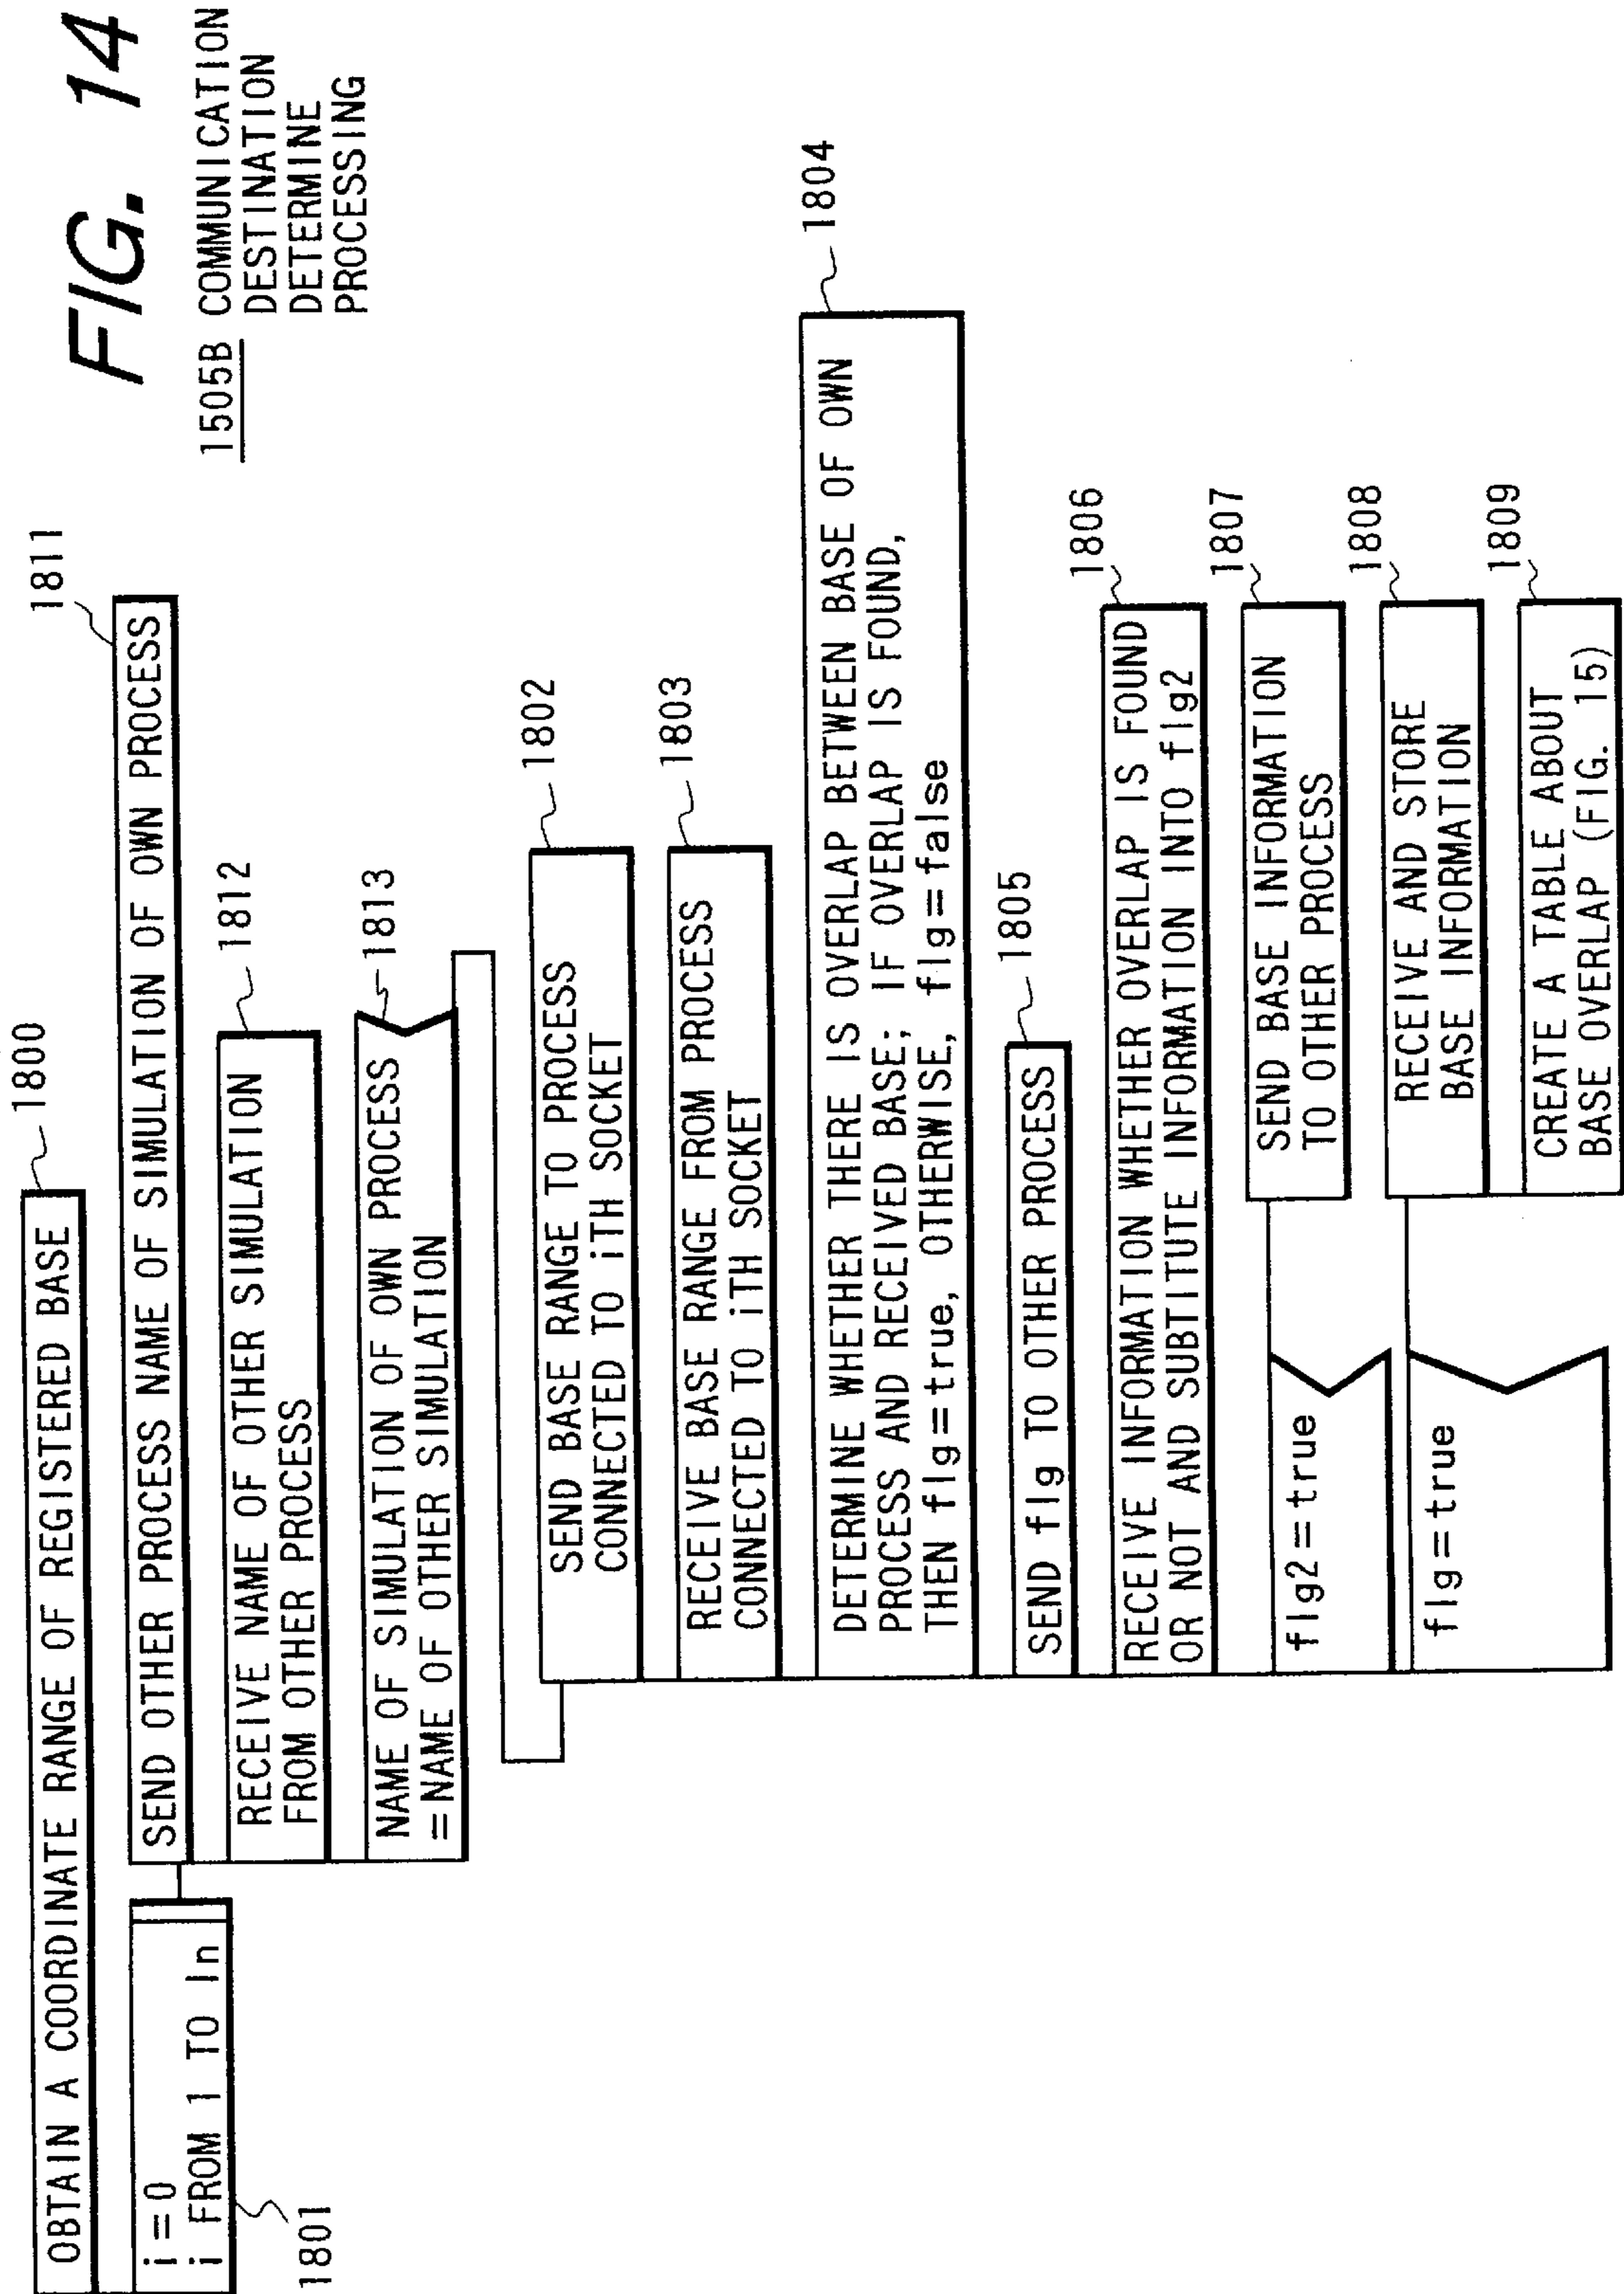 FIG. 14
1505B COMMUNICATION
DESTINATION
DETERMINE
PROCESSING
1800
OBTAIN A COORDINATE RANGE OF REGISTERED BASE
1801
i=0
i FROM 1 TO In
1811
SEND OTHER PROCESS NAME OF SIMULATION OF OWN PROCESS
1812
RECEIVE NAME OF OTHER SIMULATION
FROM OTHER PROCESS
1813
NAME OF SIMULATION OF OWN PROCESS
=NAME OF OTHER SIMULATION
1802
SEND BASE RANGE TO PROCESS
CONNECTED TO iTH SOCKET
1803
RECEIVE BASE RANGE FROM PROCESS
CONNECTED TO iTH SOCKET
1804
DETERMINE WHETHER THERE IS OVERLAP BETWEEN BASE OF OWN
PROCESS AND RECEIVED BASE; IF OVERLAP IS FOUND,
THEN flg=true, OTHERWISE, flg=false
1805
SEND flg TO OTHER PROCESS
1806
RECEIVE INFORMATION WHETHER OVERLAP IS FOUND
OR NOT AND SUBTITUTE INFORMATION INTO flg2
flg2=true
1807
SEND BASE INFORMATION
TO OTHER PROCESS
flg=true
1808
RECEIVE AND STORE
BASE INFORMATION
1809
CREATE A TABLE ABOUT
BASE OVERLAP (FIG. 15)